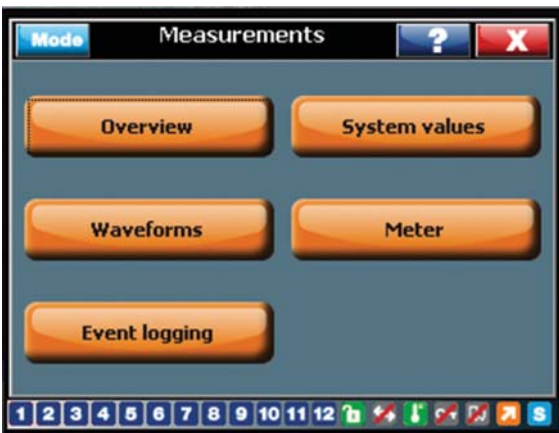 Mode Measurements ? X
Overview System values
Waveforms Meter
Event logging
1 2 3 4 5 6 7 8 9 10 11 12 S